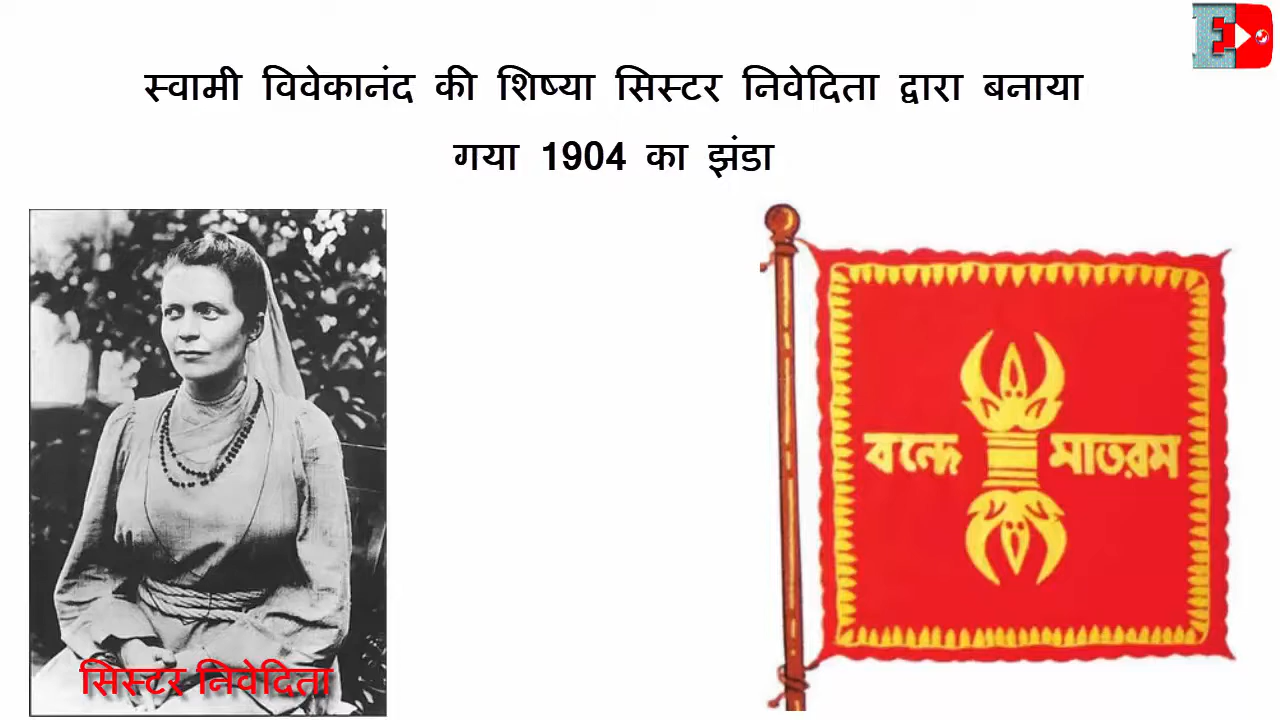 स्वामी विवेकानंद की शिष्या सिस्टर निवेदिता द्वारा बनाया
गया 1904 का झंडा
বন্দে মাতরম
सिस्टर निवेदिता
E